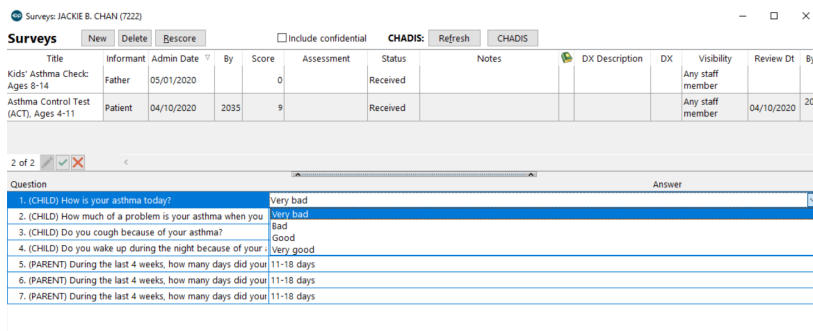 Surveys: JACKIE B. CHAN (7222)
Surveys New Delete Rescore Include confidential CHADIS: Refresh CHADIS
Title Informant Admin Date By Score Assessment Status Notes DX Description DX Visibility Review Dt By
Kids' Asthma Check: Ages 8-14 Father 05/01/2020 0 Received Any staff member
Asthma Control Test (ACT), Ages 4-11 Patient 04/10/2020 2035 9 Received Any staff member 04/10/2020 20
2 of 2
Question Answer
1. (CHILD) How is your asthma today? Very bad
2. (CHILD) How much of a problem is your asthma when you Very bad
Bad
3. (CHILD) Do you cough because of your asthma?
Good
4. (CHILD) Do you wake up during the night because of your Very good
5. (PARENT) During the last 4 weeks, how many days did your 11-18 days
6. (PARENT) During the last 4 weeks, how many days did your 11-18 days
7. (PARENT) During the last 4 weeks, how many days did your 11-18 days